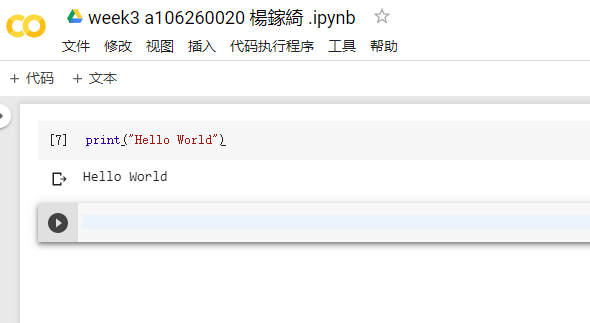 week3 a106260020 楊鎵綺 .ipynb
文件 修改 视图 插入 代码执行程序 工具 帮助
+ 代码 + 文本
[7] print("Hello World")
Hello World